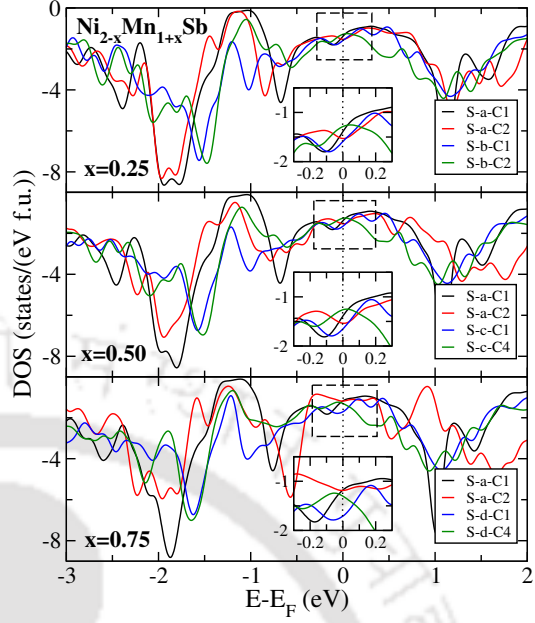 Ni2-xMn1+xSb
0
-4
-8
-1
-2
-0.2 0 0.2
S-a-C1
S-a-C2
S-b-C1
S-b-C2
x=0.25
DOS (states/(eV f.u.))
-4
-8
-1
-2
-0.2 0 0.2
S-a-C1
S-a-C2
S-c-C1
S-c-C4
x=0.50
-4
-8
-1
-2
-0.2 0 0.2
S-a-C1
S-a-C2
S-d-C1
S-d-C4
x=0.75
-3 -2 -1 0 1 2
E-EF (eV)